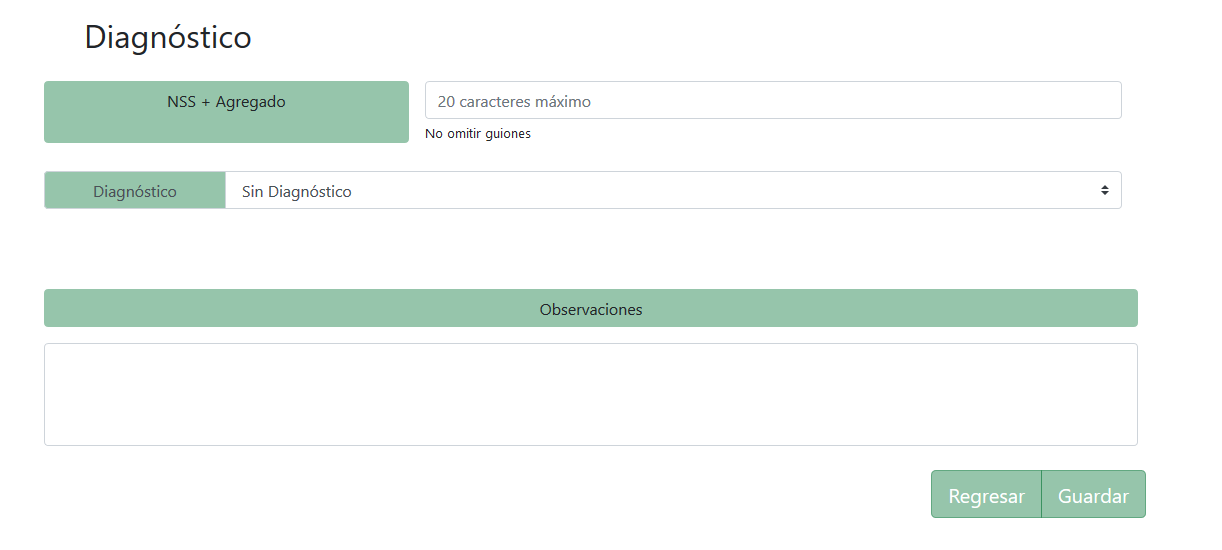 Diagnóstico
NSS + Agregado
20 caracteres máximo
No omitir guiones
Diagnóstico
Sin Diagnóstico
Observaciones
Regresar
Guardar